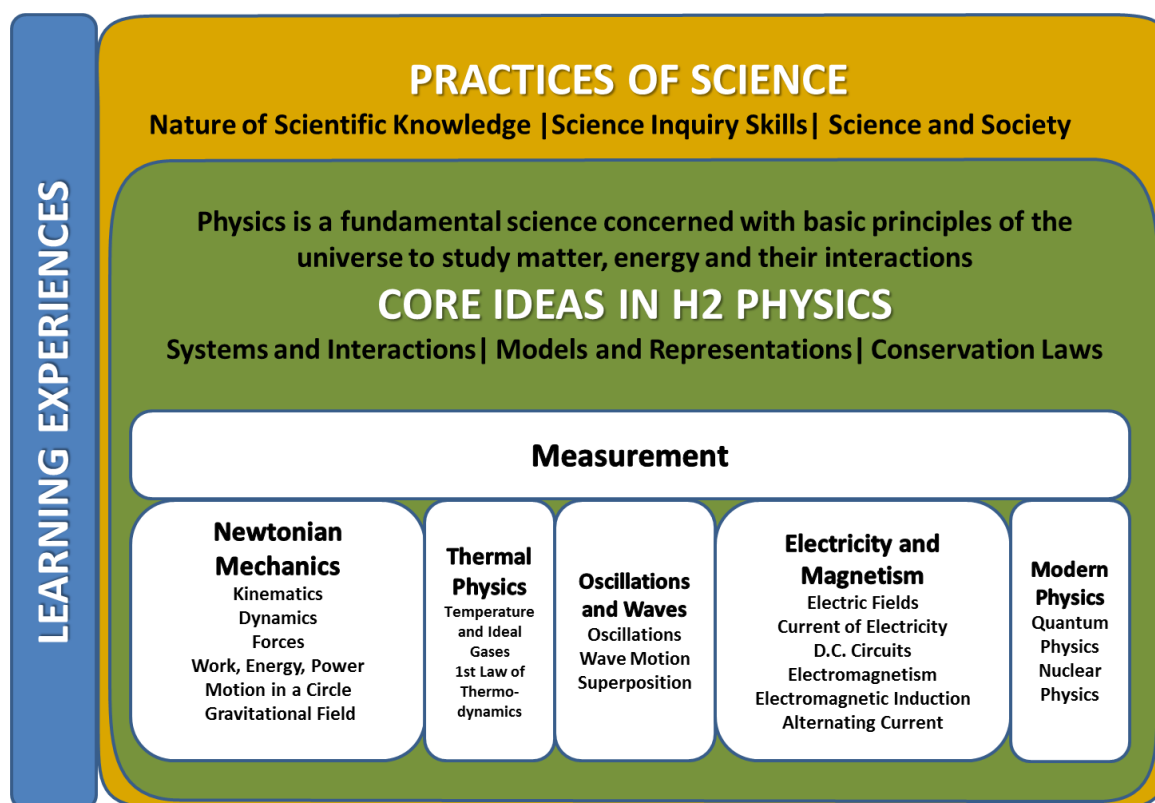 LEARNING EXPERIENCES
PRACTICES OF SCIENCE
Nature of Scientific Knowledge |Science Inquiry Skills| Science and Society
Physics is a fundamental science concerned with basic principles of the
universe to study matter, energy and their interactions
CORE IDEAS IN H2 PHYSICS
Systems and Interactions| Models and Representations| Conservation Laws
Measurement
Newtonian
Mechanics
Kinematics
Dynamics
Forces
Work, Energy, Power
Motion in a Circle
Gravitational Field
Thermal
Physics
Temperature
and Ideal
Gases
1st Law of
Thermo-
dynamics
Oscillations
and Waves
Oscillations
Wave Motion
Superposition
Electricity and
Magnetism
Electric Fields
Current of Electricity
D.C. Circuits
Electromagnetism
Electromagnetic Induction
Alternating Current
Modern
Physics
Quantum
Physics
Nuclear
Physics